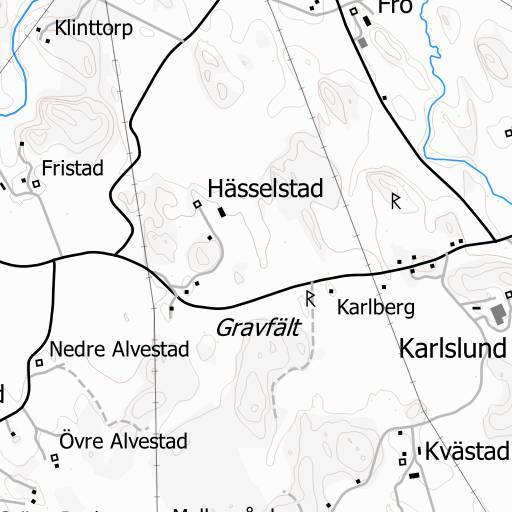 Frö
Klinttorp
Fristad
Hässelstad
Karlberg
Gravfält
Karlslund
Nedre Alvestad
Övre Alvestad
Kvästad